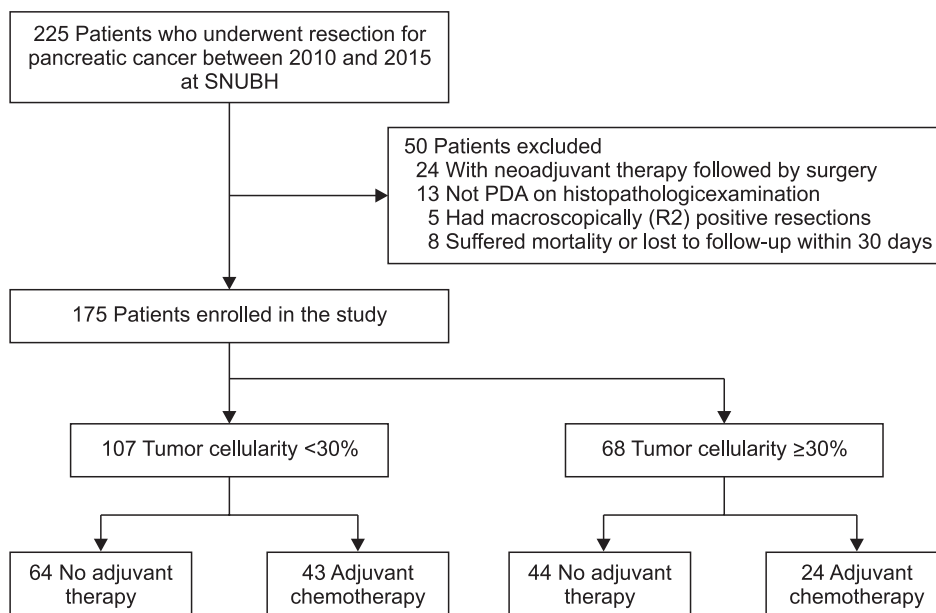 225 Patients who underwent resection for
pancreatic cancer between 2010 and 2015
at SNUBH
50 Patients excluded
24 With neoadjuvant therapy followed by surgery
13 Not PDA on histopathologicexamination
5 Had macroscopically (R2) positive resections
8 Suffered mortality or lost to follow-up within 30 days
175 Patients enrolled in the study
107 Tumor cellularity <30%
68 Tumor cellularity ≥30%
64 No adjuvant
therapy
43 Adjuvant
chemotherapy
44 No adjuvant
therapy
24 Adjuvant
chemotherapy